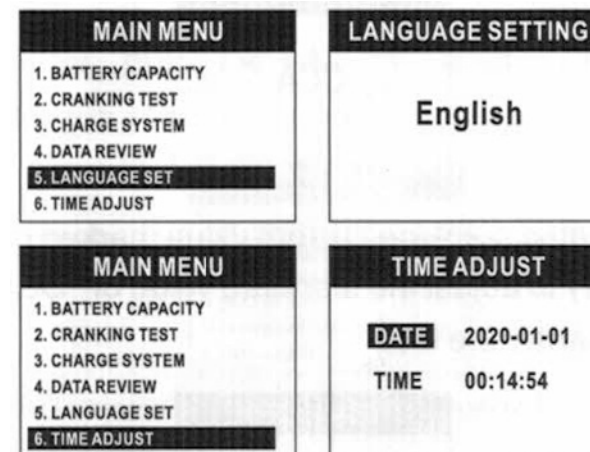 MAIN MENU
1. BATTERY CAPACITY
2. CRANKING TEST
3. CHARGE SYSTEM
4. DATA REVIEW
5. LANGUAGE SET
6. TIME ADJUST
LANGUAGE SETTING
English
MAIN MENU
1. BATTERY CAPACITY
2. CRANKING TEST
3. CHARGE SYSTEM
4. DATA REVIEW
5. LANGUAGE SET
6. TIME ADJUST
TIME ADJUST
DATE 2020-01-01
TIME 00:14:54